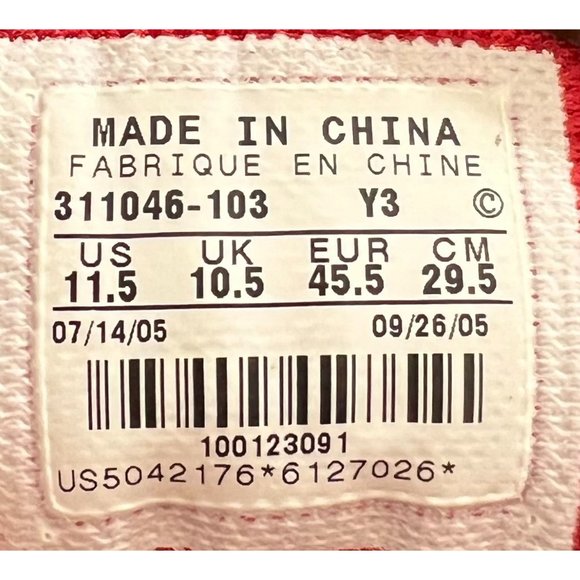 MADE IN CHINA
FABRIQUE EN CHINE
311046-103 Y3 ©
US UK EUR CM
11.5 10.5 45.5 29.5
07/14/05 09/26/05
100123091
US5042176*6127026*